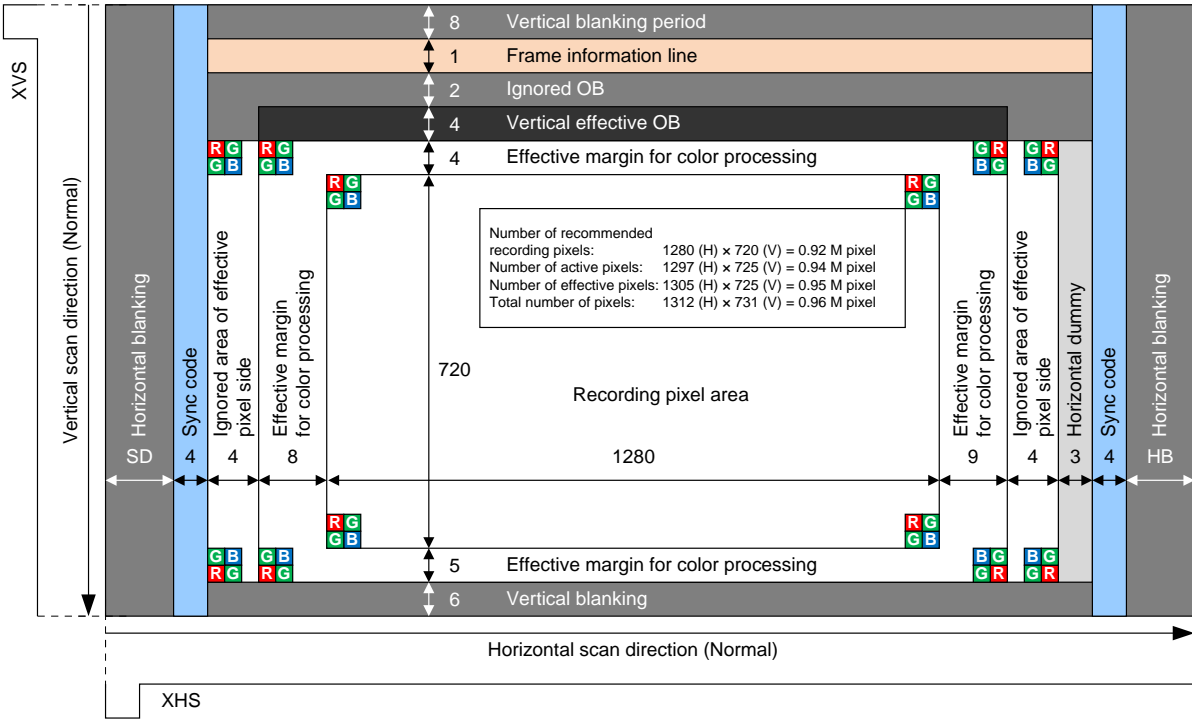 XVS
Vertical scan direction (Normal)
8 Vertical blanking period
1 Frame information line
2 Ignored OB
4 Vertical effective OB
R G R G G R G R
G B G B B G B G
4 Effective margin for color processing
R G R G
G B G B
Number of recommended
recording pixels: 1280 (H) × 720 (V) = 0.92 M pixel
Number of active pixels: 1297 (H) × 725 (V) = 0.94 M pixel
Number of effective pixels: 1305 (H) × 725 (V) = 0.95 M pixel
Total number of pixels: 1312 (H) × 731 (V) = 0.96 M pixel
Horizontal blanking
Sync code
Ignored area of effective
pixel side
Effective margin
for color processing
720
Recording pixel area
Effective margin
for color processing
Ignored area of effective
pixel side
Horizontal dummy
Sync code
Horizontal blanking
SD 4 4 8 1280 9 4 3 4 HB
R G R G
G B G B
G B G B B G B G
R G R G G R G R
5 Effective margin for color processing
6 Vertical blanking
Horizontal scan direction (Normal)
XHS